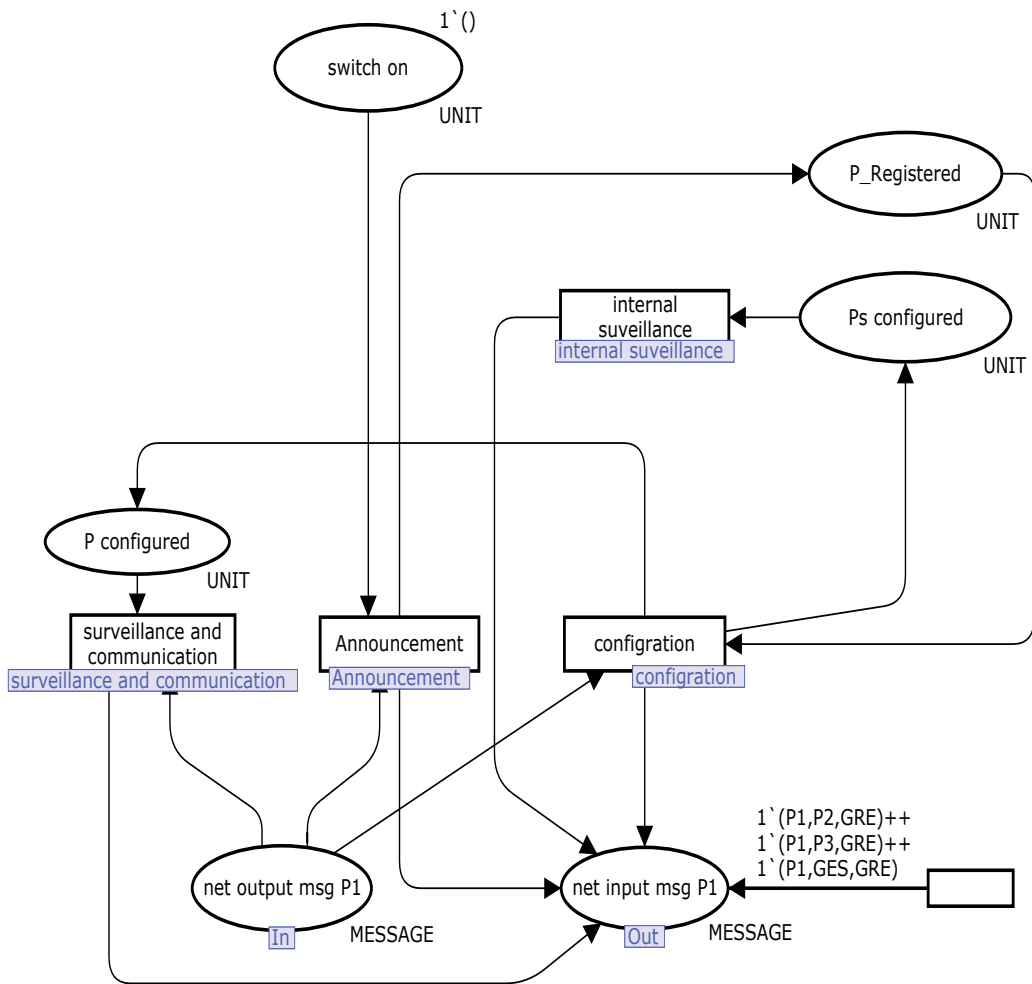 1`()
switch on
UNIT
P_Registered
UNIT
internal
suveillance
internal suveillance
Ps configured
UNIT
P configured
UNIT
surveillance and
communication
surveillance and communication
Announcement
Announcement
configration
configration
1`(P1,P2,GRE)++
1`(P1,P3,GRE)++
1`(P1,GES,GRE)
net output msg P1
In
MESSAGE
net input msg P1
Out
MESSAGE